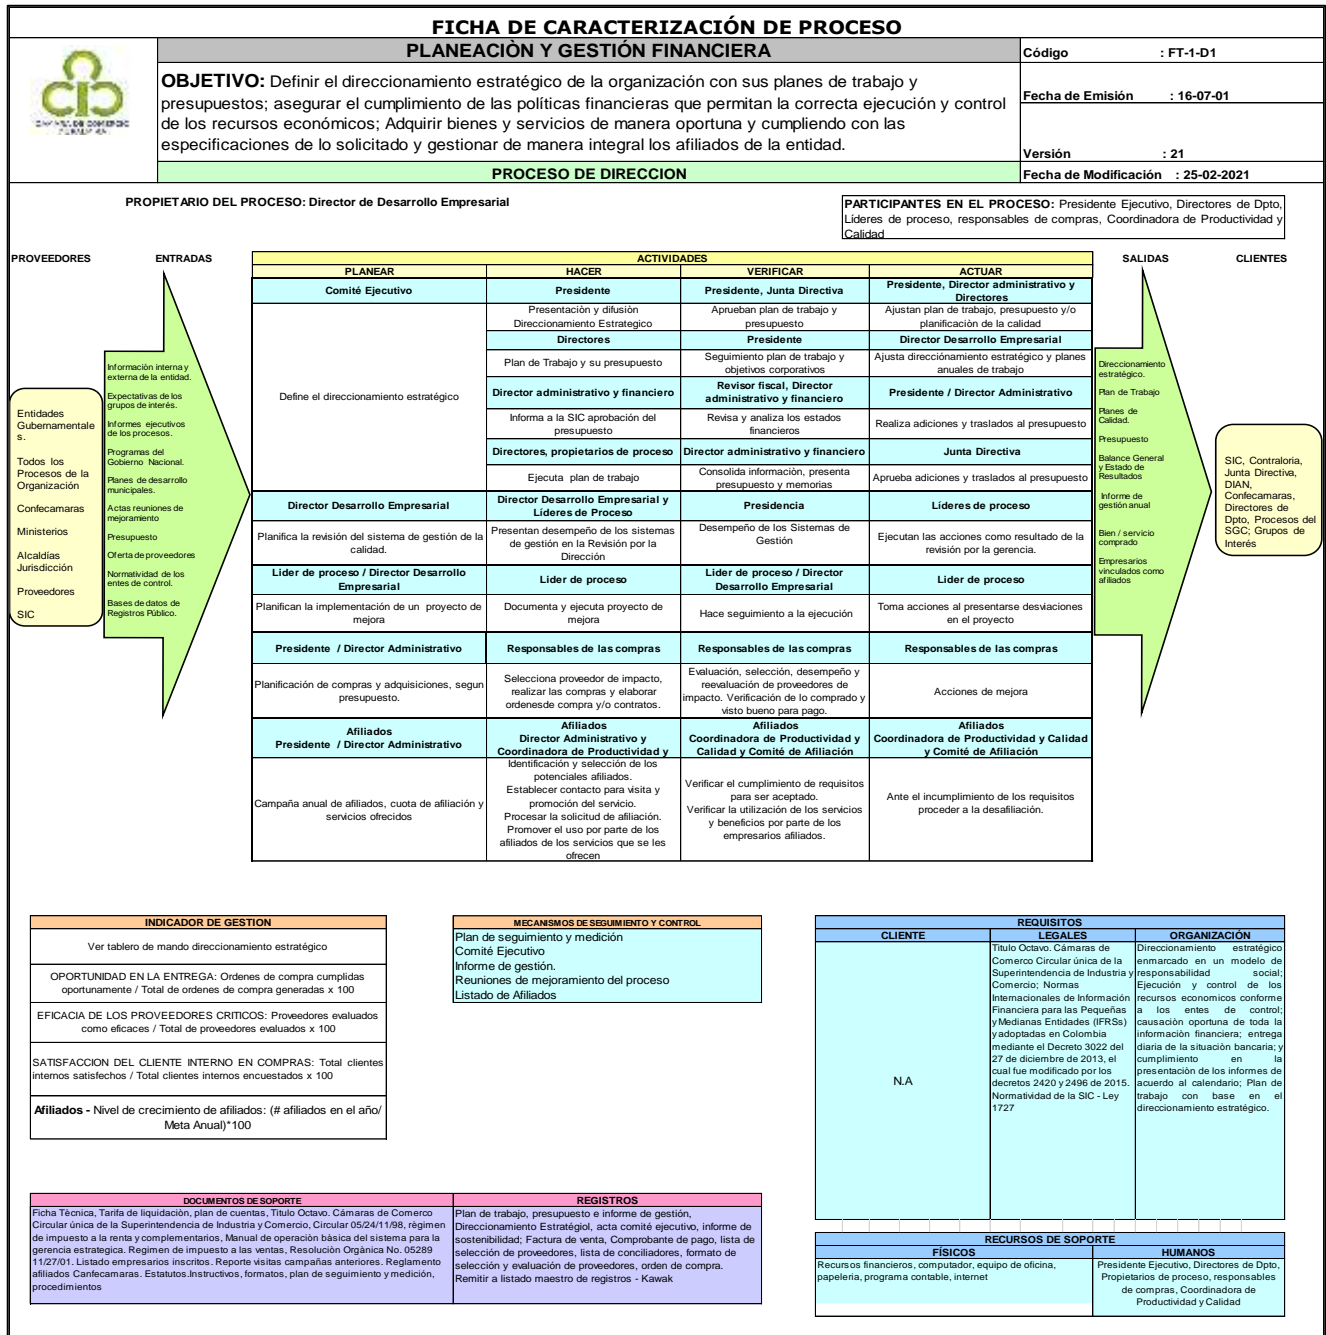 FICHA DE CARACTERIZACIÓN DE PROCESO
PLANEACIÒN Y GESTIÓN FINANCIERA
Código : FT-1-D1
OBJETIVO: Definir el direccionamiento estratégico de la organización con sus planes de trabajo y
presupuestos; asegurar el cumplimiento de las políticas financieras que permitan la correcta ejecución y control
de los recursos económicos; Adquirir bienes y servicios de manera oportuna y cumpliendo con las
especificaciones de lo solicitado y gestionar de manera integral los afiliados de la entidad.
Fecha de Emisión : 16-07-01
Versión : 21
PROCESO DE DIRECCION
Fecha de Modificación : 25-02-2021
CAMARA DE COMERCIO
PROPIETARIO DEL PROCESO: Director de Desarrollo Empresarial
PARTICIPANTES EN EL PROCESO: Presidente Ejecutivo, Directores de Dpto,
Líderes de proceso, responsables de compras, Coordinadora de Productividad y
Calidad
PROVEEDORES
ENTRADAS
ACTIVIDADES
SALIDAS
CLIENTES
PLANEAR
HACER
VERIFICAR
ACTUAR
Comité Ejecutivo
Presidente
Presidente, Junta Directiva
Presidente, Director administrativo y
Directores
Define el direccionamiento estratégico
Presentaciòn y difusiòn
Direccionamiento Estrategico
Aprueban plan de trabajo y
presupuesto
Ajustan plan de trabajo, presupuesto y/o
planificaciòn de la calidad
Directores
Presidente
Director Desarrollo Empresarial
Plan de Trabajo y su presupuesto
Seguimiento plan de trabajo y
objetivos corporativos
Ajusta direcciónamiento estratégico y planes
anuales de trabajo
Director administrativo y financiero
Revisor fiscal, Director
administrativo y financiero
Presidente / Director Administrativo
Informa a la SIC aprobación del
presupuesto
Revisa y analiza los estados
financieros
Realiza adiciones y traslados al presupuesto
Directores, propietarios de proceso
Director administrativo y financiero
Junta Directiva
Ejecuta plan de trabajo
Consolida informaciòn, presenta
presupuesto y memorias
Aprueba adiciones y traslados al presupuesto
Director Desarrollo Empresarial
Director Desarrollo Empresarial y
Líderes de Proceso
Presidencia
Líderes de proceso
Planifica la revisión del sistema de gestión de la
calidad.
Presentan desempeño de los sistemas
de gestión en la Revisión por la
Dirección
Desempeño de los Sistemas de
Gestión
Ejecutan las acciones como resultado de la
revisión por la gerencia.
Lider de proceso / Director Desarrollo
Empresarial
Lider de proceso
Lider de proceso / Director
Desarrollo Empresarial
Lider de proceso
Planifican la implementación de un proyecto de
mejora
Documenta y ejecuta proyecto de
mejora
Hace seguimiento a la ejecución
Toma acciones al presentarse desviaciones
en el proyecto
Presidente / Director Administrativo
Responsables de las compras
Responsables de las compras
Responsables de las compras
Planificación de compras y adquisiciones, segun
presupuesto.
Selecciona proveedor de impacto,
realizar las compras y elaborar
ordenesde compra y/o contratos.
Evaluación, selección, desempeño y
reevaluación de proveedores de
impacto. Verificación de lo comprado y
visto bueno para pago.
Acciones de mejora
Afiliados
Presidente / Director Administrativo
Afiliados
Director Administrativo y
Coordinadora de Productividad y
Afiliados
Coordinadora de Productividad y
Calidad y Comité de Afiliación
Afiliados
Coordinadora de Productividad y Calidad
y Comité de Afiliación
Campaña anual de afiliados, cuota de afiliación y
servicios ofrecidos
Identificación y selección de los
potenciales afiliados.
Establecer contacto para visita y
promoción del servicio.
Procesar la solicitud de afiliación.
Promover el uso por parte de los
afiliados de los servicios que se les
ofrecen
Verificar el cumplimiento de requisitos
para ser aceptado.
Verificar la utilización de los servicios
y beneficios por parte de los
empresarios afiliados.
Ante el incumplimiento de los requisitos
proceder a la desafiliación.
Entidades
Gubernamentale
s.
Todos los
Procesos de la
Organización
Confecamaras
Ministerios
Alcaldías
Jurisdicción
Proveedores
SIC
Informaciòn interna y
externa de la entidad.
Expectativas de los
grupos de interés.
Informes ejecutivos
de los procesos.
Programas del
Gobierno Nacional.
Planes de desarrollo
municipales.
Actas reuniones de
mejoramiento
Presupuesto
Oferta de proveedores
Normatividad de los
entes de control.
Bases de datos de
Registros Público.
Direccionamiento
estratégico.
Plan de Trabajo
Planes de
Calidad.
Presupuesto
Balance General
y Estado de
Resultados
Informe de
gestión anual
Bien / servicio
comprado
Empresarios
vinculados como
afiliados
SIC, Contraloria,
Junta Directiva,
DIAN,
Confecamaras,
Directores de
Dpto, Procesos del
SGC; Grupos de
Interés
INDICADOR DE GESTION
Ver tablero de mando direccionamiento estratégico
OPORTUNIDAD EN LA ENTREGA: Ordenes de compra cumplidas
oportunamente / Total de ordenes de compra generadas x 100
EFICACIA DE LOS PROVEEDORES CRITICOS: Proveedores evaluados
como eficaces / Total de proveedores evaluados x 100
SATISFACCION DEL CLIENTE INTERNO EN COMPRAS: Total clientes
internos satisfechos / Total clientes internos encuestados x 100
Afiliados - Nivel de crecimiento de afiliados: (# afiliados en el año/
Meta Anual)*100
MECANISMOS DE SEGUIMIENTO Y CONTROL
Plan de seguimiento y medición
Comité Ejecutivo
Informe de gestión.
Reuniones de mejoramiento del proceso
Listado de Afiliados
REQUISITOS
CLIENTE
LEGALES
ORGANIZACIÓN
N.A
Titulo Octavo. Cámaras de
Comerco Circular única de la
Superintendencia de Industria y
Comercio; Normas
Internacionales de Información
Financiera para las Pequeñas
y Medianas Entidades (IFRSs)
y adoptadas en Colombia
mediante el Decreto 3022 del
27 de diciembre de 2013, el
cual fue modificado por los
decretos 2420 y 2496 de 2015.
Normatividad de la SIC - Ley
1727
Direccionamiento estratégico
enmarcado en un modelo de
responsabilidad social;
Ejecución y control de los
recursos economicos conforme
a los entes de control;
causaciòn oportuna de toda la
informaciòn financiera; entrega
diaria de la situaciòn bancaria; y
cumplimiento en la
presentaciòn de los informes de
acuerdo al calendario; Plan de
trabajo con base en el
direccionamiento estratégico.
DOCUMENTOS DE SOPORTE
Ficha Tècnica, Tarifa de liquidaciòn, plan de cuentas, Titulo Octavo. Cámaras de Comerco
Circular única de la Superintendencia de Industria y Comercio, Circular 05/24/11/98, règimen
de impuesto a la renta y complementarios, Manual de operación bàsica del sistema para la
gerencia estrategica. Regimen de impuesto a las ventas, Resoluciòn Orgànica No. 05289
11/27/01. Listado empresarios inscritos. Reporte visitas campañas anteriores. Reglamento
afiliados Canfecamaras. Estatutos.Instructivos, formatos, plan de seguimiento y medición,
procedimientos
REGISTROS
Plan de trabajo, presupuesto e informe de gestión,
Direccionamiento Estratégiol, acta comité ejecutivo, informe de
sostenibilidad; Factura de venta, Comprobante de pago, lista de
selección de proveedores, lista de conciliadores, formato de
selección y evaluación de proveedores, orden de compra.
Remitir a listado maestro de registros - Kawak
RECURSOS DE SOPORTE
FÍSICOS
HUMANOS
Recursos financieros, computador, equipo de oficina,
papeleria, programa contable, internet
Presidente Ejecutivo, Directores de Dpto,
Propietarios de proceso, responsables
de compras, Coordinadora de
Productividad y Calidad